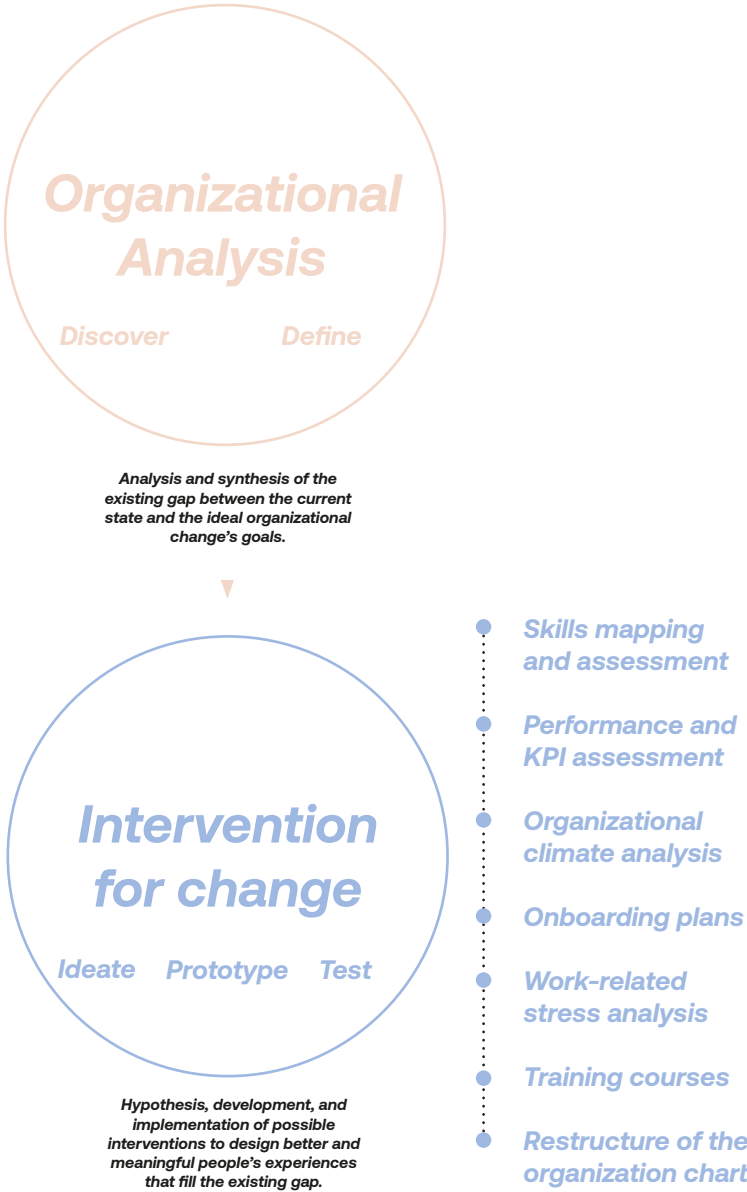 Organizational
Analysis
Discover Define
Analysis and synthesis of the
existing gap between the current
state and the ideal organizational
change's goals.
Intervention
for change
Ideate Prototype Test
Hypothesis, development, and
implementation of possible
interventions to design better and
meaningful people's experiences
that fill the existing gap.
Skills mapping
and assessment
Performance and
KPI assessment
Organizational
climate analysis
Onboarding plans
Work-related
stress analysis
Training courses
Restructure of the
organization chart